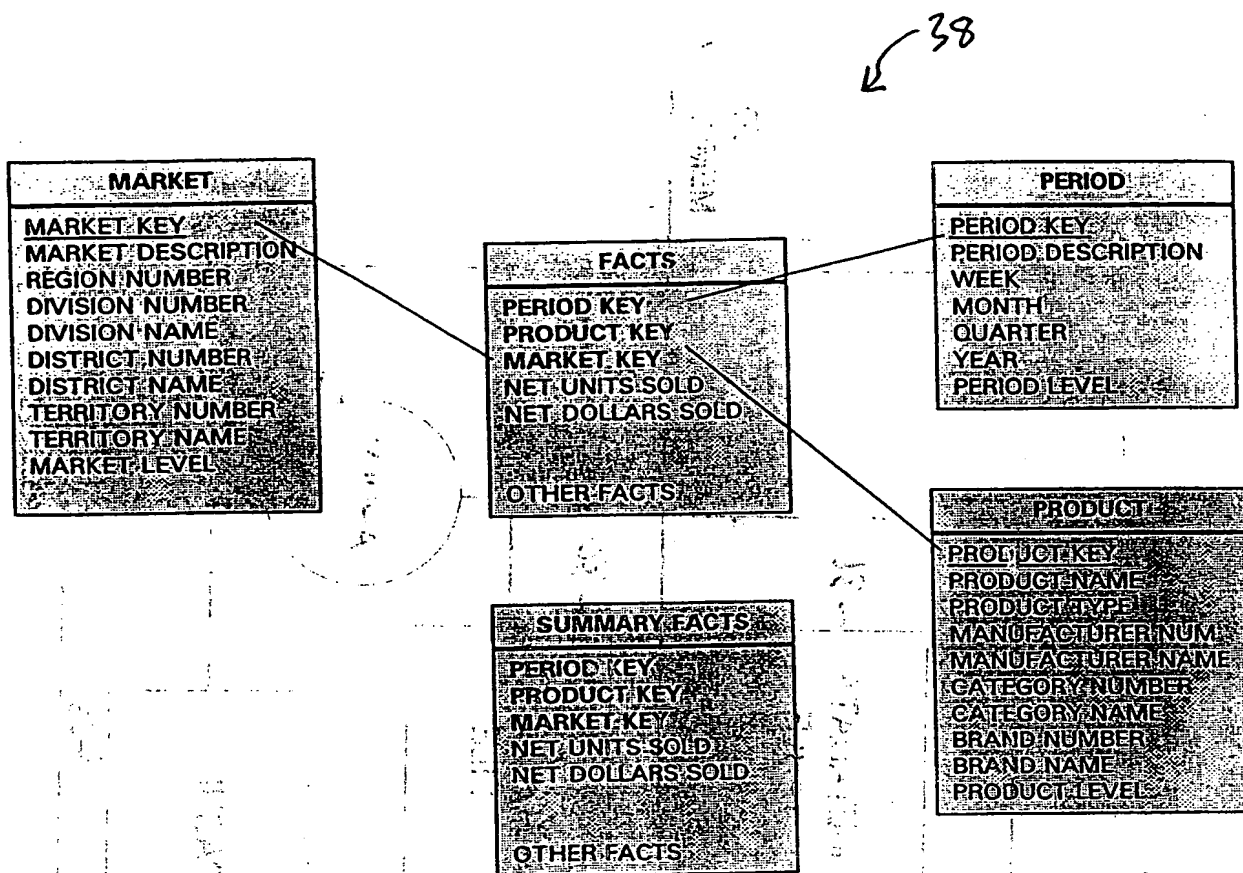 38
MARKET
MARKET KEY
MARKET DESCRIPTION
REGION NUMBER
DIVISION NUMBER
DIVISION NAME
DISTRICT NUMBER
DISTRICT NAME
TERRITORY NUMBER
TERRITORY NAME
MARKET LEVEL
FACTS
PERIOD KEY
PRODUCT KEY
MARKET KEY
NET UNITS SOLD
NET DOLLARS SOLD
OTHER FACTS
PERIOD
PERIOD KEY
PERIOD DESCRIPTION
WEEK
MONTH
QUARTER
YEAR
PERIOD LEVEL
PRODUCT
PRODUCT KEY
PRODUCT NAME
PRODUCT TYPE
MANUFACTURER NUM
MANUFACTURER NAME
CATEGORY NUMBER
CATEGORY NAME
BRAND NUMBER
BRAND NAME
PRODUCT LEVEL
SUMMARY FACTS
PERIOD KEY
PRODUCT KEY
MARKET KEY
NET UNITS SOLD
NET DOLLARS SOLD
OTHER FACTS